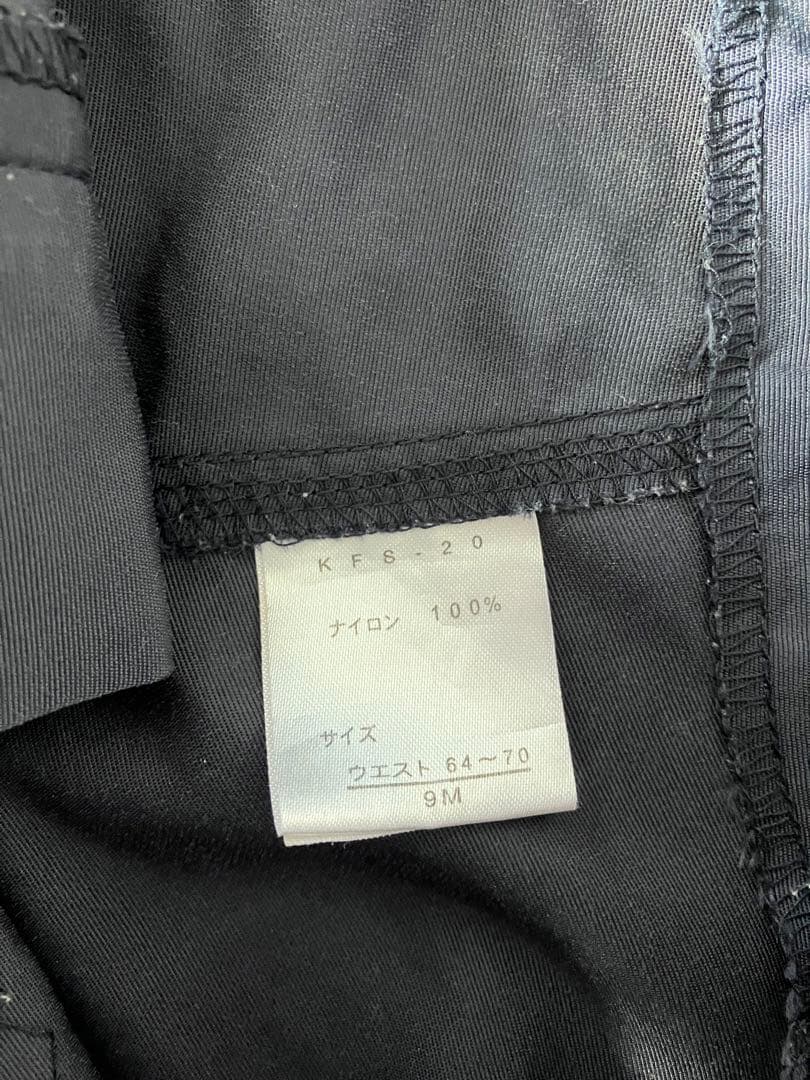 KFS-20
ナイロン 100%
サイズ
ウエスト 64〜70
9M